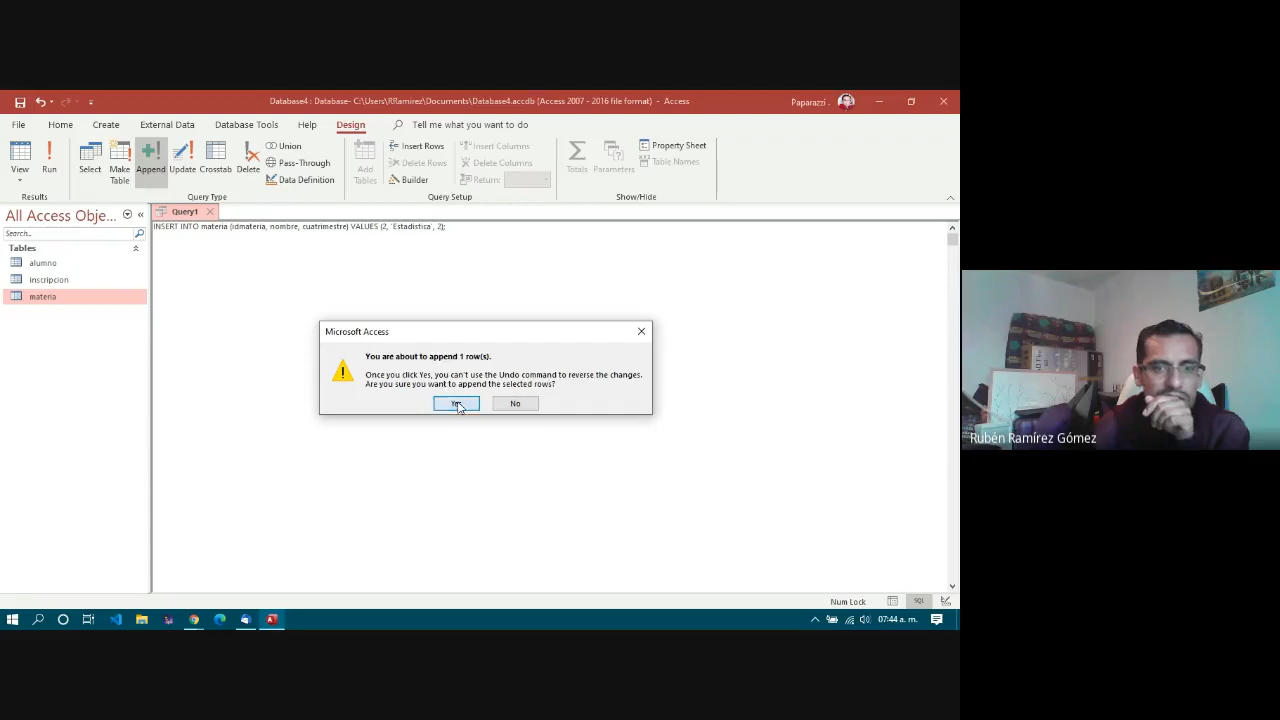 Database4 : Database- C:\Users\RRamirez\Documents\Database4.accdb (Access 2007 - 2016 file format) - Access
Paparazzi .
File Home Create External Data Database Tools Help Design Tell me what you want to do
View
Run
Results
Select
Make Table
Append
Update
Crosstab
Delete
Union
Pass-Through
Data Definition
Query Type
Add Tables
Insert Rows
Delete Rows
Builder
Insert Columns
Delete Columns
Return:
Query Setup
Totals
Parameters
Property Sheet
Table Names
Show/Hide
All Access Obje...
Search...
Tables
alumno
inscripcion
materia
Query1
INSERT INTO materia (idmateria, nombre, cuatrimestre) VALUES (2, 'Estadistica', 2);
Microsoft Access
You are about to append 1 row(s).
Once you click Yes, you can't use the Undo command to reverse the changes.
Are you sure you want to append the selected rows?
No
Rubén Ramírez Gómez
Num Lock
SQL
07:44 a. m.